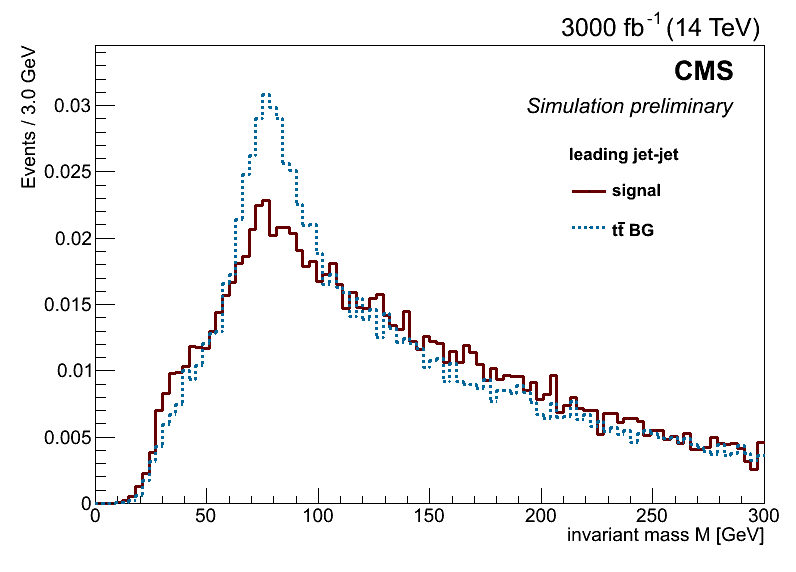 3000 fb⁻¹ (14 TeV)
CMS
Simulation preliminary
leading jet-jet
signal
tt̄ BG
Events / 3.0 GeV
0.03
0.025
0.02
0.015
0.01
0.005
0
0 50 100 150 200 250 300
invariant mass M [GeV]